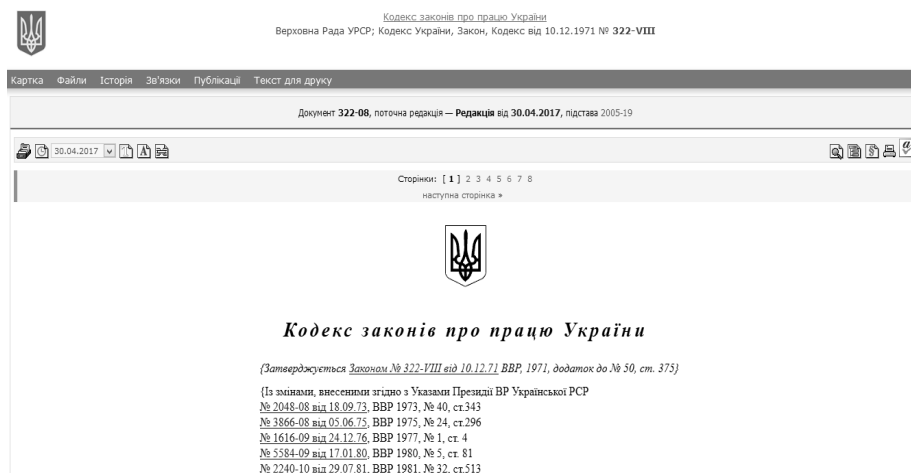 Кодекс законів про працю України
Верховна Рада УРСР; Кодекс України, Закон, Кодекс від 10.12.1971 № 322-VIII
Картка Файли Історія Зв'язки Публікації Текст для друку
Документ 322-08, поточна редакція — Редакція від 30.04.2017, підстава 2005-19
30.04.2017
Сторінки: [ 1 ] 2 3 4 5 6 7 8
наступна сторінка »
Кодекс законів про працю України
{Затверджується Законом № 322-VIII від 10.12.71 ВВР, 1971, додаток до № 50, ст. 375}
{Із змінами, внесеними згідно з Указами Президії ВР Української РСР
№ 2048-08 від 18.09.73, ВВР 1973, № 40, ст.343
№ 3866-08 від 05.06.75, ВВР 1975, № 24, ст.296
№ 1616-09 від 24.12.76, ВВР 1977, № 1, ст. 4
№ 5584-09 від 17.01.80, ВВР 1980, № 5, ст. 81
№ 2240-10 від 29.07.81, ВВР 1981, № 32, ст.513